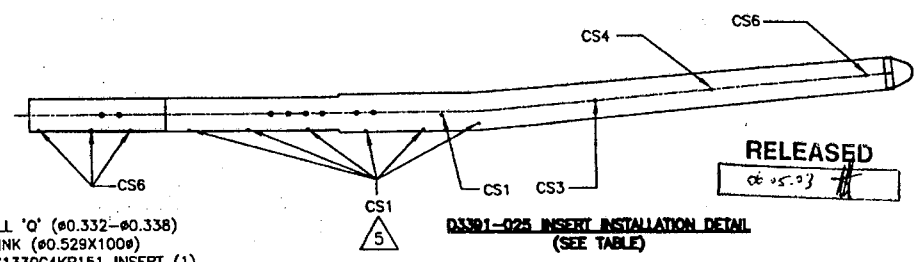 CS4
CS6
RELEASED
CS6
CS1
CS1
CS3
5
D3391-025 INSERT INSTALLATION DETAIL
(SEE TABLE)
LL 'Q' (ø0.332-ø0.338)
NK (ø0.529X100ø)